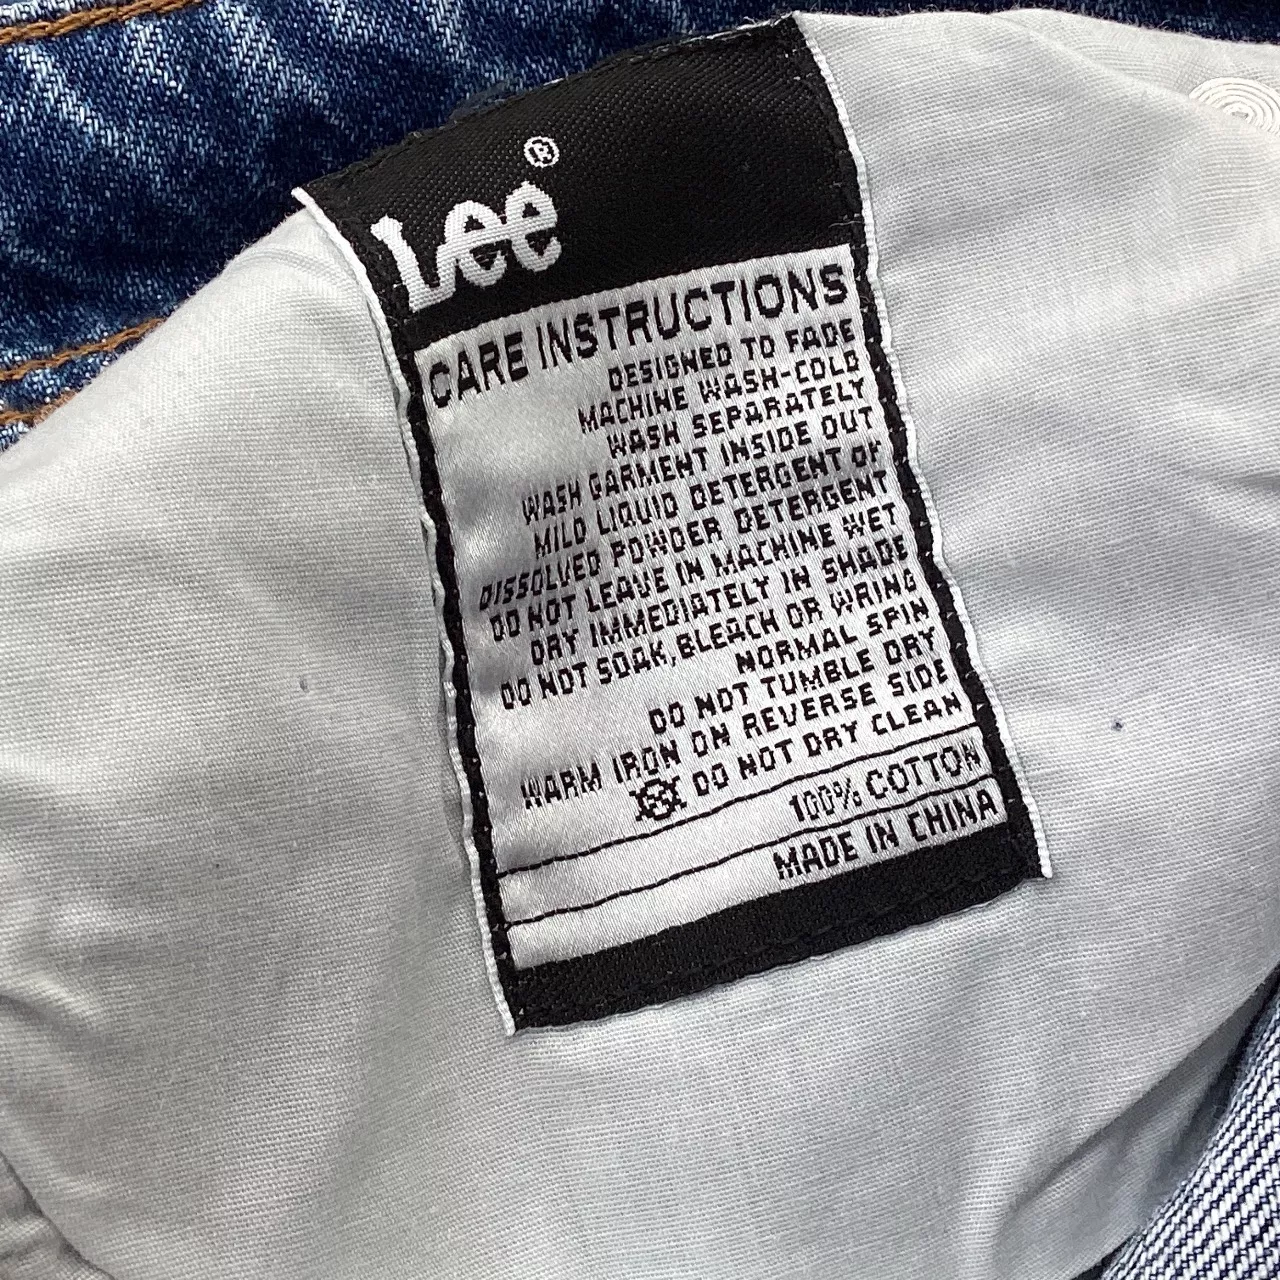 Lee®
CARE INSTRUCTIONS
DESIGNED TO FADE
MACHINE WASH-COLD
WASH SEPARATELY
WASH GARMENT INSIDE OUT
MILD LIQUID DETERGENT OR
DISSOLVED POWDER DETERGENT
DO NOT LEAVE IN MACHINE WET
DRY IMMEDIATELY IN SHADE
DO NOT SOAK, BLEACH OR WRING
NORMAL SPIN
DO NOT TUMBLE DRY
WARM IRON ON REVERSE SIDE
DO NOT DRY CLEAN
100% COTTON
MADE IN CHINA